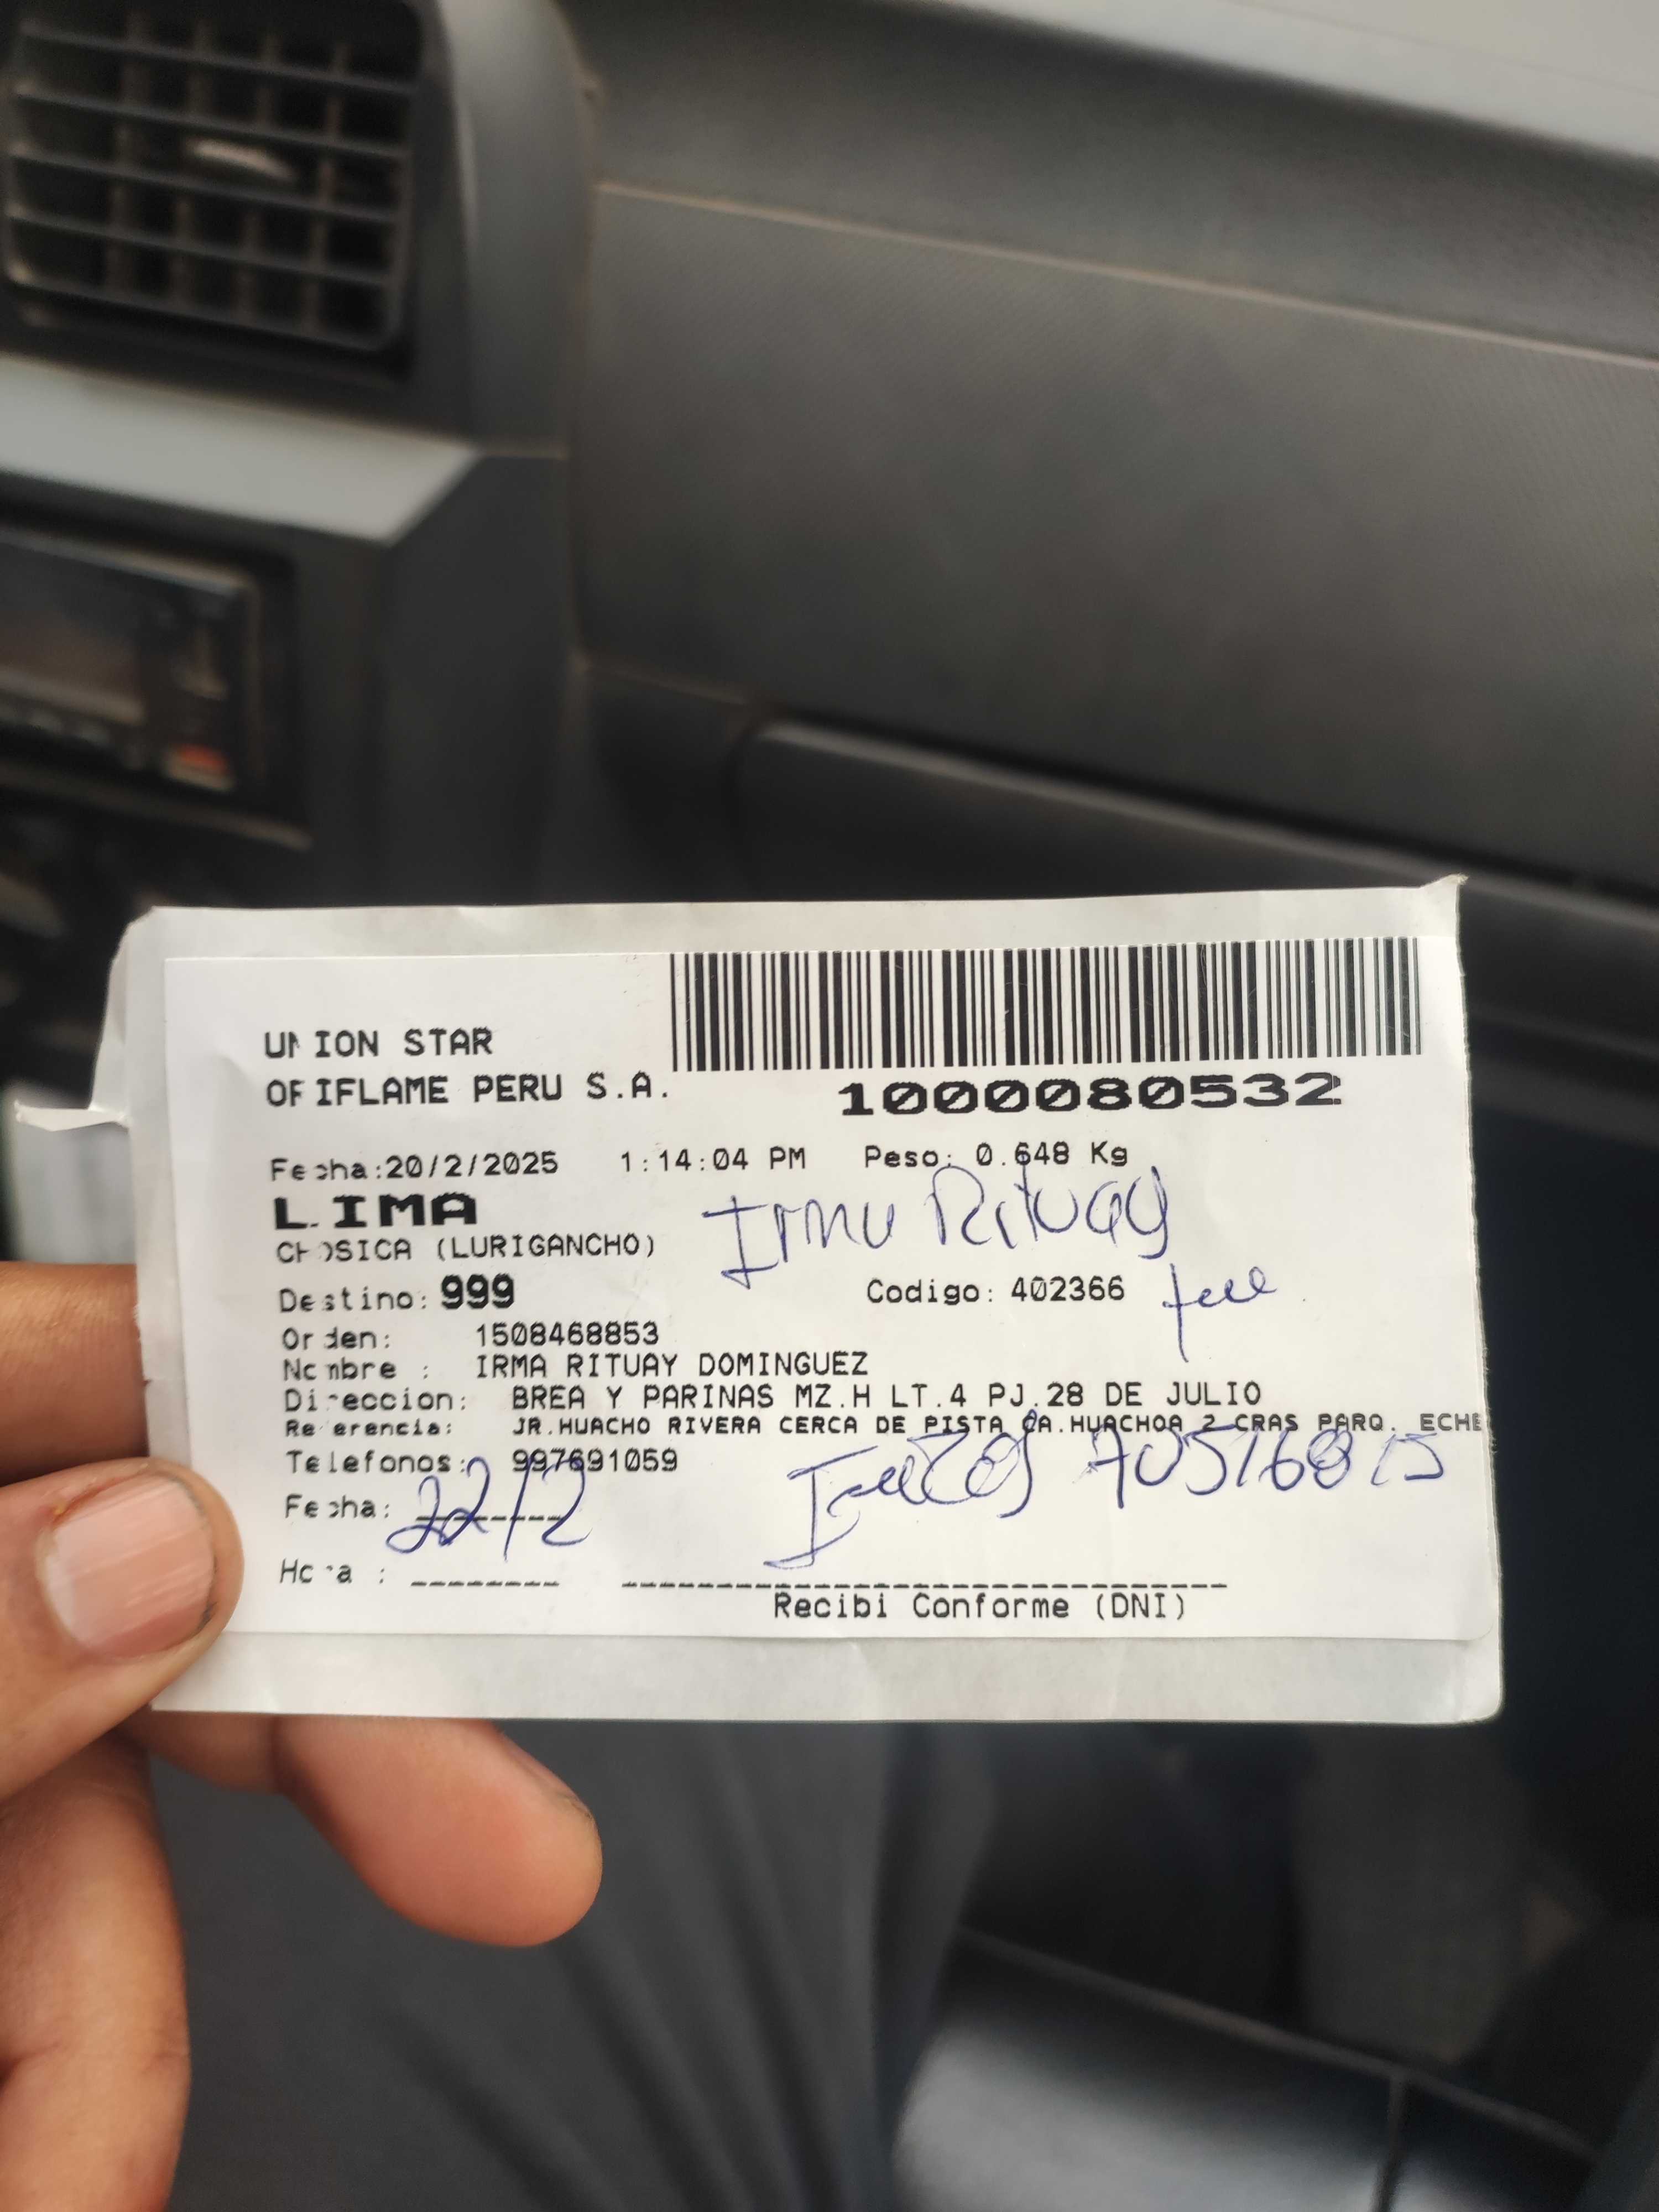 UNION STAR
ORIFLAME PERU S.A.
1000080532
Fecha:20/2/2025 1:14:04 PM Peso: 0.648 Kg
LIMA
Irma Rituay
CHOSICA (LURIGANCHO)
Destino: 999 Codigo: 402366
Orden: 1508468853
Nombre : IRMA RITUAY DOMINGUEZ
Direccion: BREA Y PARINAS MZ.H LT.4 PJ.28 DE JULIO
Referencia: JR.HUACHO RIVERA CERCA DE PISTA CA.HUACHOA 2 CRAS PARQ. ECHE
Telefonos: 997691059
Fecha: 22/2
Hora :
Recibi Conforme (DNI)